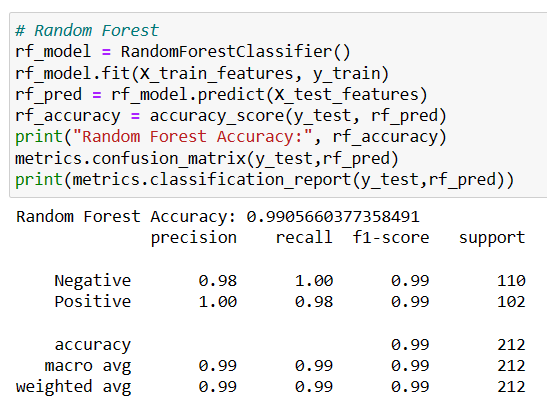 # Random Forest
rf_model = RandomForestClassifier()
rf_model.fit(X_train_features, y_train)
rf_pred = rf_model.predict(X_test_features)
rf_accuracy = accuracy_score(y_test, rf_pred)
print("Random Forest Accuracy:", rf_accuracy)
metrics.confusion_matrix(y_test,rf_pred)
print(metrics.classification_report(y_test,rf_pred))
Random Forest Accuracy: 0.9905660377358491
precision recall f1-score support
Negative 0.98 1.00 0.99 110
Positive 1.00 0.98 0.99 102
accuracy 0.99 212
macro avg 0.99 0.99 0.99 212
weighted avg 0.99 0.99 0.99 212